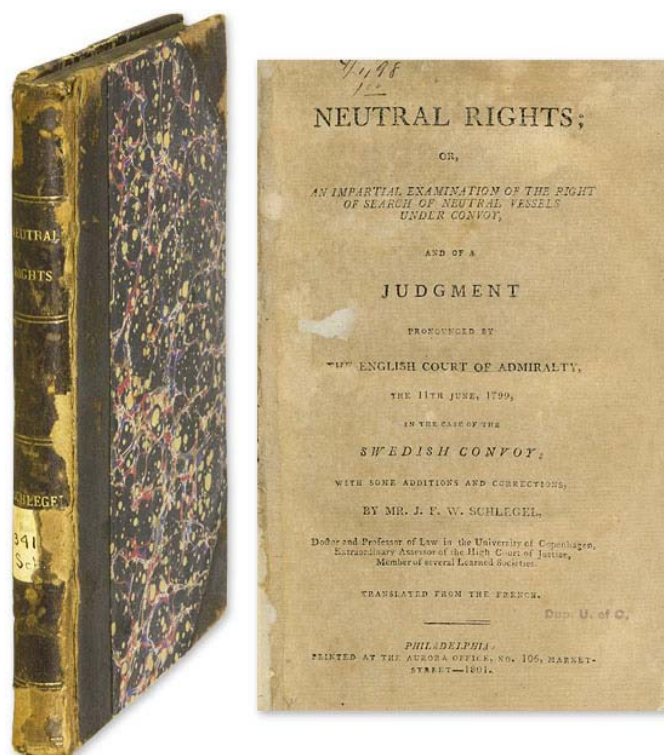 NEUTRAL
RIGHTS
SCHLEGEL
341
Sc
1798
NEUTRAL RIGHTS;
OR,
AN IMPARTIAL EXAMINATION OF THE RIGHT
OF SEARCH OF NEUTRAL VESSELS
UNDER CONVOY,
AND OF A
JUDGMENT
PRONOUNCED BY
THE ENGLISH COURT OF ADMIRALTY,
THE 11TH JUNE, 1799,
IN THE CASE OF THE
SWEDISH CONVOY;
WITH SOME ADDITIONS AND CORRECTIONS,
BY MR. J. F. W. SCHLEGEL,
Doctor and Professor of Law in the University of Copenhagen,
Extraordinary Assessor of the High Court of Justice,
Member of several Learned Societies.
TRANSLATED FROM THE FRENCH.
Dup. U. of C,
PHILADELPHIA:
PRINTED AT THE AURORA OFFICE, NO. 106, MARKET-
STREET—1801.